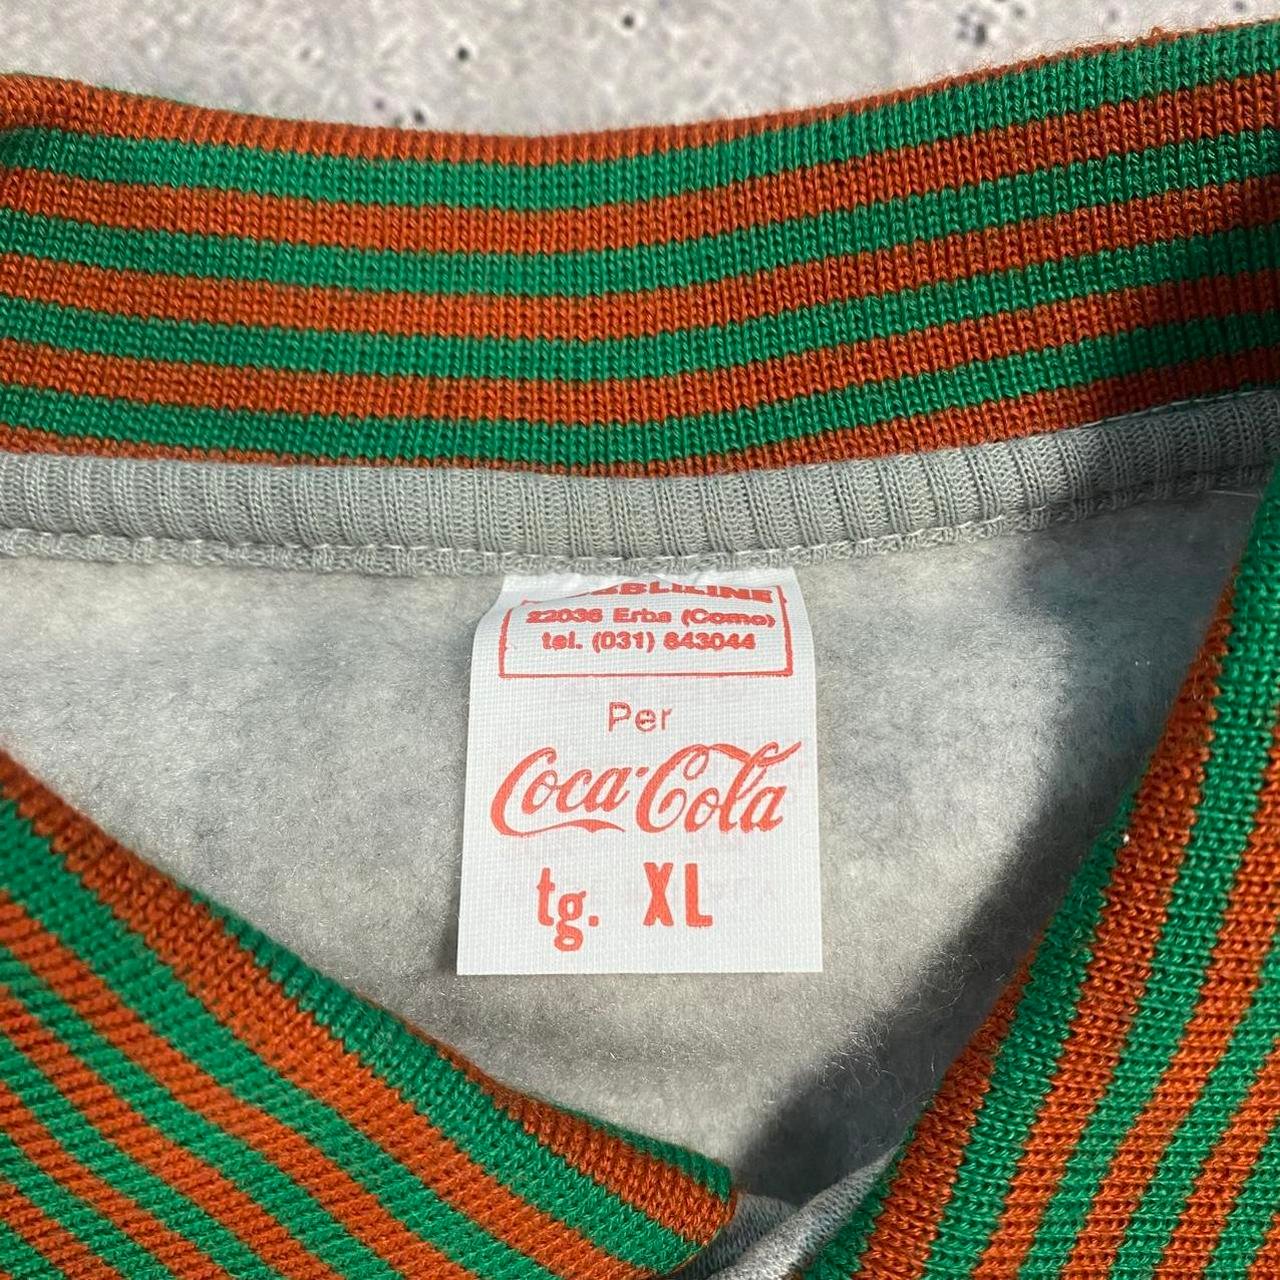 22036 Erba (Como)
tel. (031) 643044
Per
Coca-Cola
tg. XL